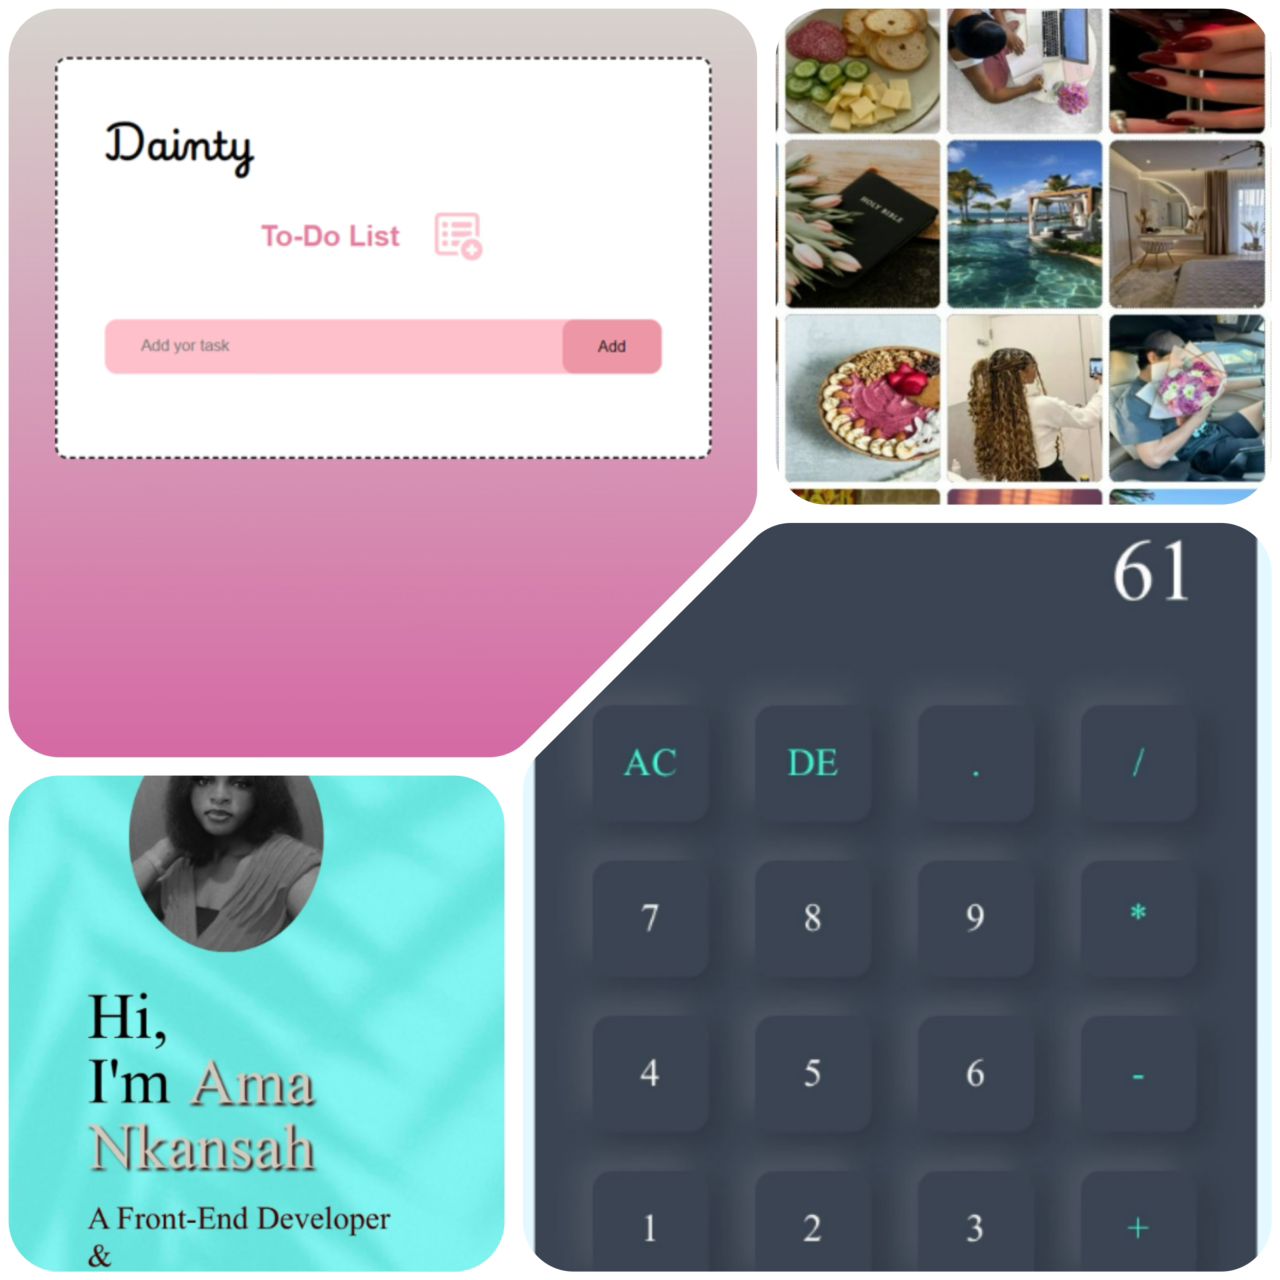 Dainty
To-Do List
Add yor task
Add
HOLY BIBLE
61
AC DE . /
7 8 9 *
4 5 6 -
1 2 3 +
Hi,
I'm Ama
Nkansah
A Front-End Developer
&